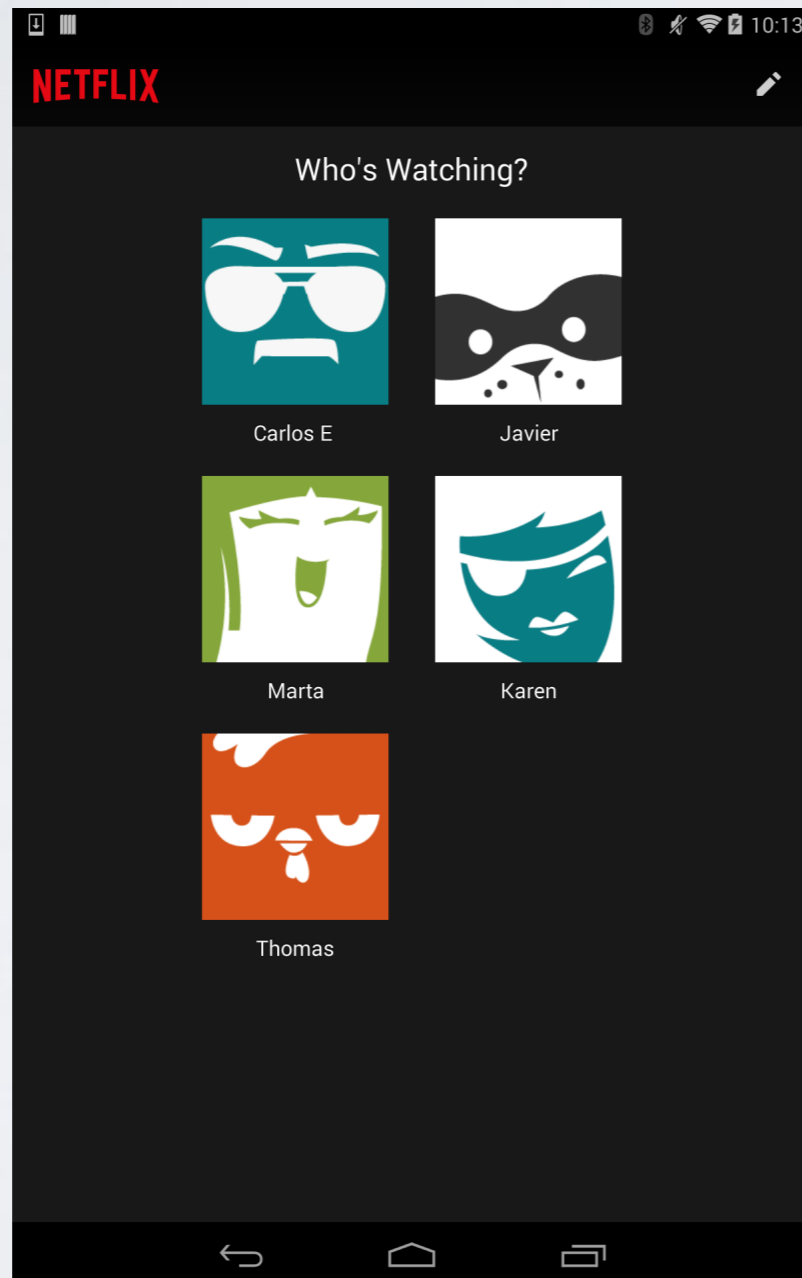 10:13
NETFLIX
Who's Watching?
Carlos E
Javier
Marta
Karen
Thomas